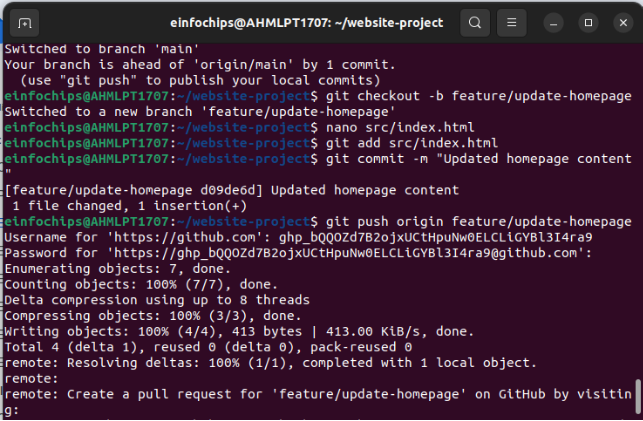 einfochips@AHMLPT1707: ~/website-project
Switched to branch 'main'
Your branch is ahead of 'origin/main' by 1 commit.
(use "git push" to publish your local commits)
einfochips@AHMLPT1707:~/website-project$ git checkout -b feature/update-homepage
Switched to a new branch 'feature/update-homepage'
einfochips@AHMLPT1707:~/website-project$ nano src/index.html
einfochips@AHMLPT1707:~/website-project$ git add src/index.html
einfochips@AHMLPT1707:~/website-project$ git commit -m "Updated homepage content
"
[feature/update-homepage d09de6d] Updated homepage content
1 file changed, 1 insertion(+)
einfochips@AHMLPT1707:~/website-project$ git push origin feature/update-homepage
Username for 'https://github.com': [access token redacted]
Password for 'https://[access token redacted]@github.com':
Enumerating objects: 7, done.
Counting objects: 100% (7/7), done.
Delta compression using up to 8 threads
Compressing objects: 100% (3/3), done.
Writing objects: 100% (4/4), 413 bytes | 413.00 KiB/s, done.
Total 4 (delta 1), reused 0 (delta 0), pack-reused 0
remote: Resolving deltas: 100% (1/1), completed with 1 local object.
remote:
remote: Create a pull request for 'feature/update-homepage' on GitHub by visitin
g: